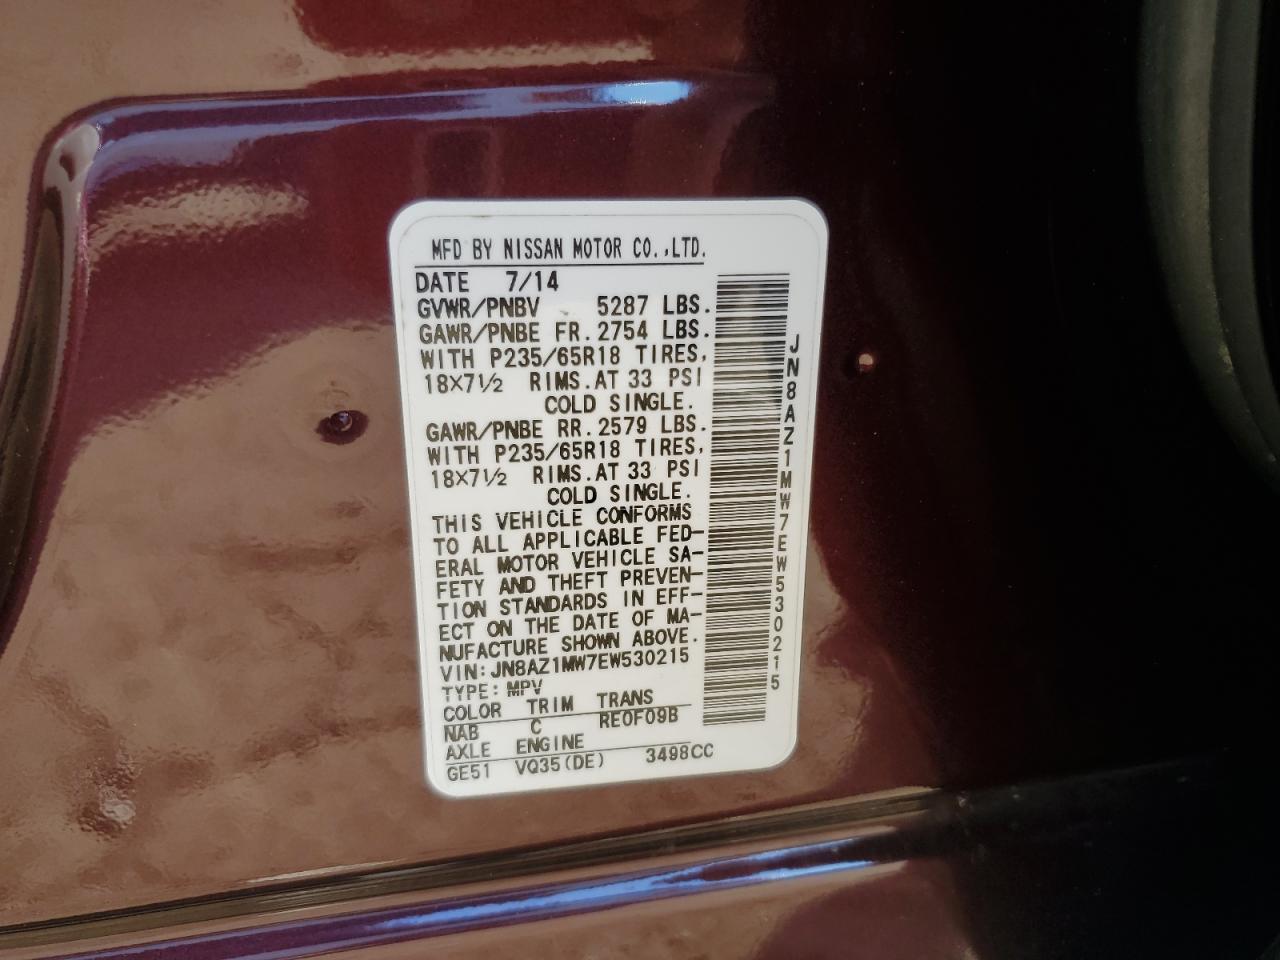 MFD BY NISSAN MOTOR CO.,LTD.
DATE 7/14
GVWR/PNBV 5287 LBS.
GAWR/PNBE FR. 2754 LBS.
WITH P235/65R18 TIRES,
18×7½ RIMS. AT 33 PSI
COLD SINGLE.
GAWR/PNBE RR. 2579 LBS.
WITH P235/65R18 TIRES,
18×7½ RIMS. AT 33 PSI
COLD SINGLE.
THIS VEHICLE CONFORMS
TO ALL APPLICABLE FED-
ERAL MOTOR VEHICLE SA-
FETY AND THEFT PREVEN-
TION STANDARDS IN EFF-
ECT ON THE DATE OF MA-
NUFACTURE SHOWN ABOVE.
VIN: JN8AZ1MW7EW530215
TYPE: MPV
COLOR TRIM TRANS
NAB C RE0F09B
AXLE ENGINE
GE51 VQ35(DE) 3498CC
JN8AZ1MW7EW530215